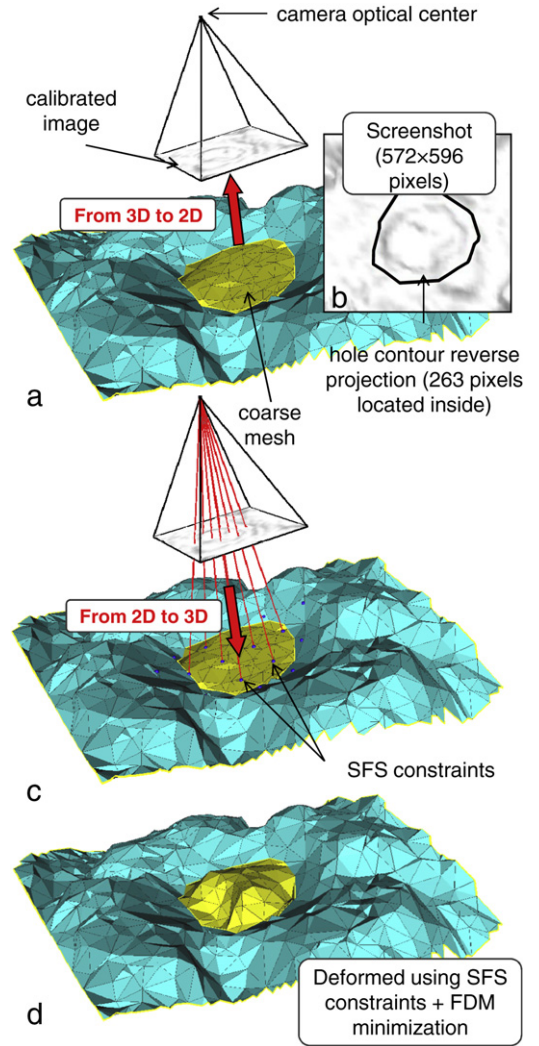 camera optical center
calibrated
image
Screenshot
(572×596
pixels)
From 3D to 2D
b
hole contour reverse
projection (263 pixels
located inside)
a
coarse
mesh
From 2D to 3D
SFS constraints
c
Deformed using SFS
constraints + FDM
minimization
d